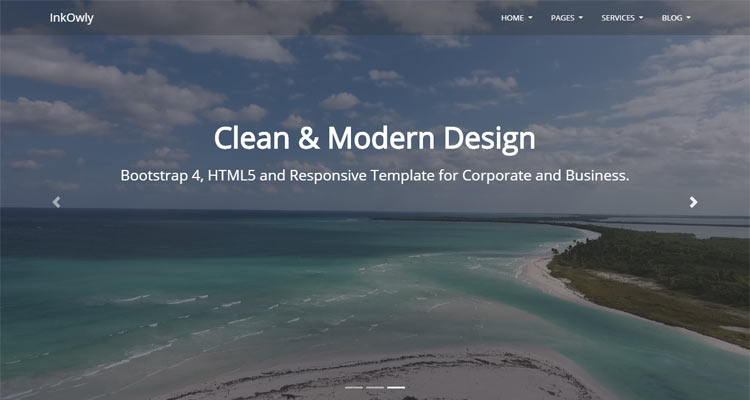 InkOwly
HOME
PAGES
SERVICES
BLOG
Clean & Modern Design
Bootstrap 4, HTML5 and Responsive Template for Corporate and Business.